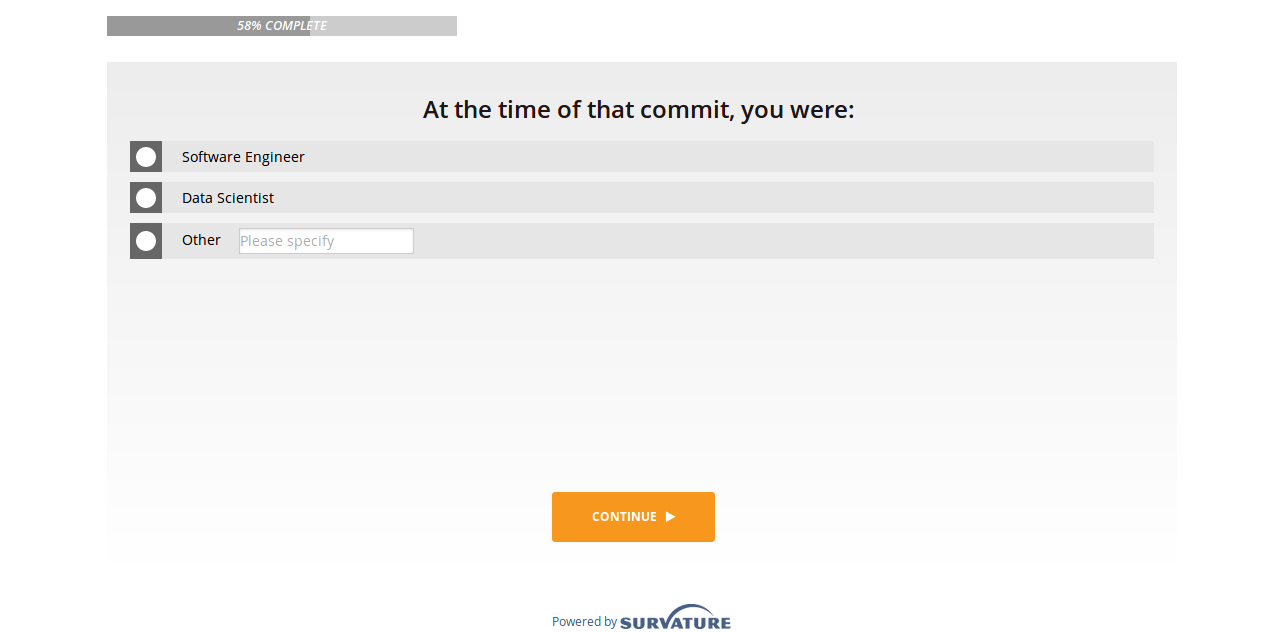 58% COMPLETE
At the time of that commit, you were:
Software Engineer
Data Scientist
Other Please specify
CONTINUE
Powered by SURVATURE